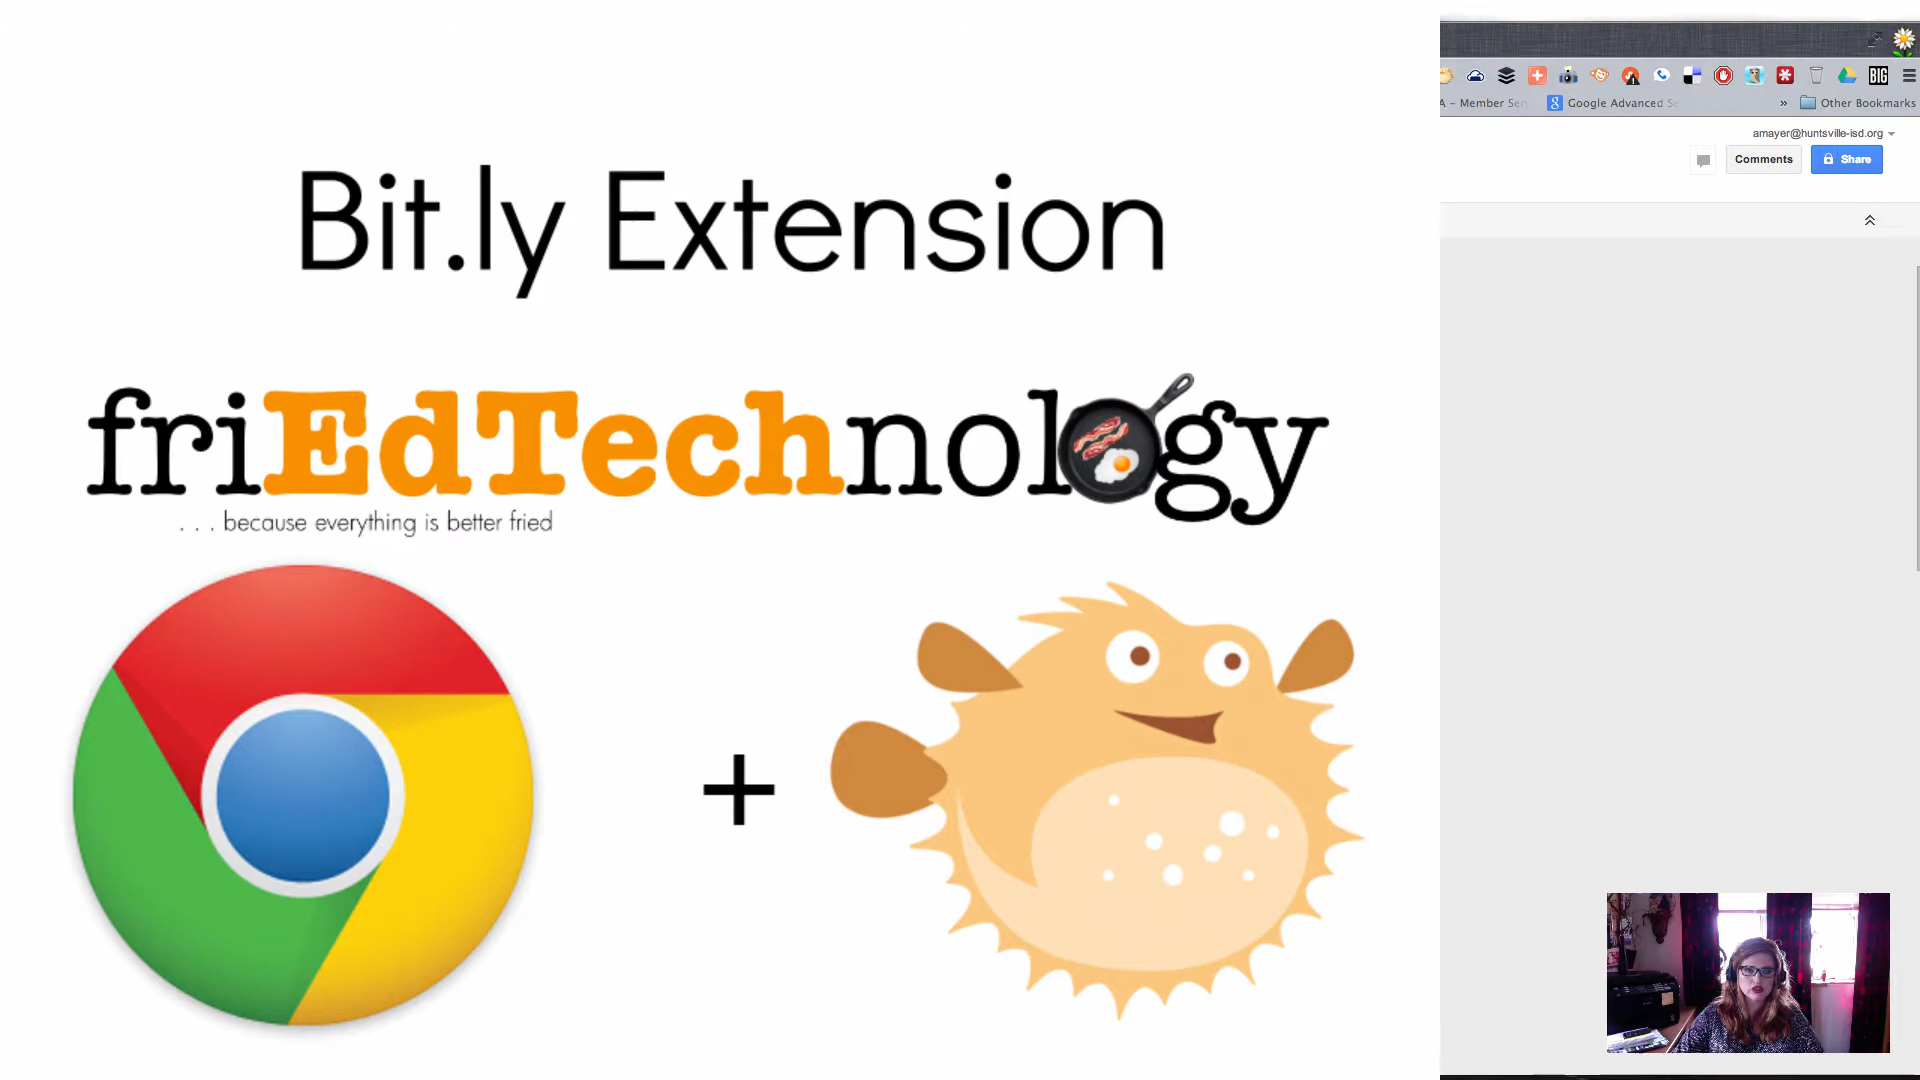 Bit.ly Extension
friEdTechnology
. . . because everything is better fried
+
BIG
A – Member Ser
Google Advanced Se
»
Other Bookmarks
amayer@huntsville-isd.org
Comments
Share